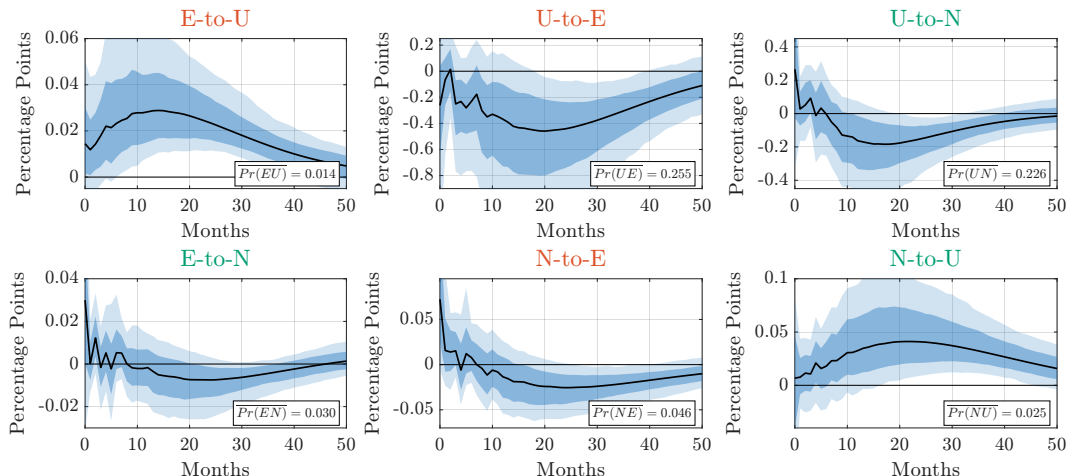 E-to-U
Percentage Points
0.06
0.04
0.02
0
0
10
20
30
40
50
Months
Pr(EU) = 0.014
U-to-E
Percentage Points
0.2
0
-0.2
-0.4
-0.6
-0.8
0
10
20
30
40
50
Months
Pr(UE) = 0.255
U-to-N
Percentage Points
0.4
0.2
0
-0.2
-0.4
0
10
20
30
40
50
Months
Pr(UN) = 0.226
E-to-N
Percentage Points
0.04
0.02
0
-0.02
0
10
20
30
40
50
Months
Pr(EN) = 0.030
N-to-E
Percentage Points
0.05
0
-0.05
0
10
20
30
40
50
Months
Pr(NE) = 0.046
N-to-U
Percentage Points
0.1
0.05
0
0
10
20
30
40
50
Months
Pr(NU) = 0.025